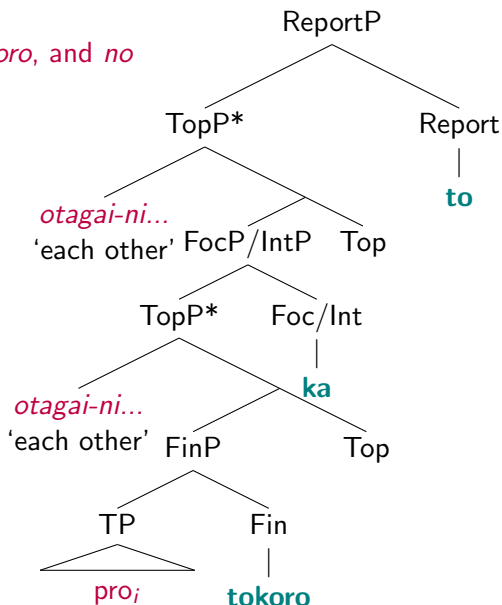 ReportP
oro, and no
TopP* Report
to
otagai-ni...
'each other' FocP/IntP Top
TopP* Foc/Int
ka
otagai-ni...
'each other' FinP Top
TP Fin
proᵢ tokoro